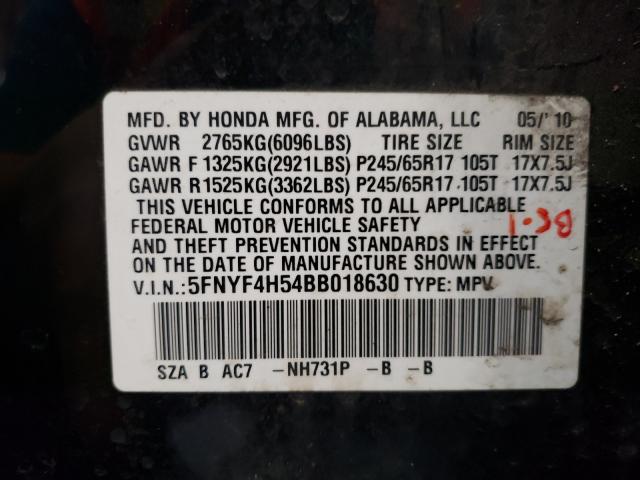 MFD. BY HONDA MFG. OF ALABAMA, LLC 05/'10
GVWR 2765KG(6096LBS) TIRE SIZE RIM SIZE
GAWR F 1325KG(2921LBS) P245/65R17 105T 17X7.5J
GAWR R 1525KG(3362LBS) P245/65R17 105T 17X7.5J
THIS VEHICLE CONFORMS TO ALL APPLICABLE
FEDERAL MOTOR VEHICLE SAFETY
AND THEFT PREVENTION STANDARDS IN EFFECT
ON THE DATE OF MANUFACTURE SHOWN ABOVE.
V.I.N.:5FNYF4H54BB018630 TYPE: MPV
SZA B AC7 -NH731P -B -B